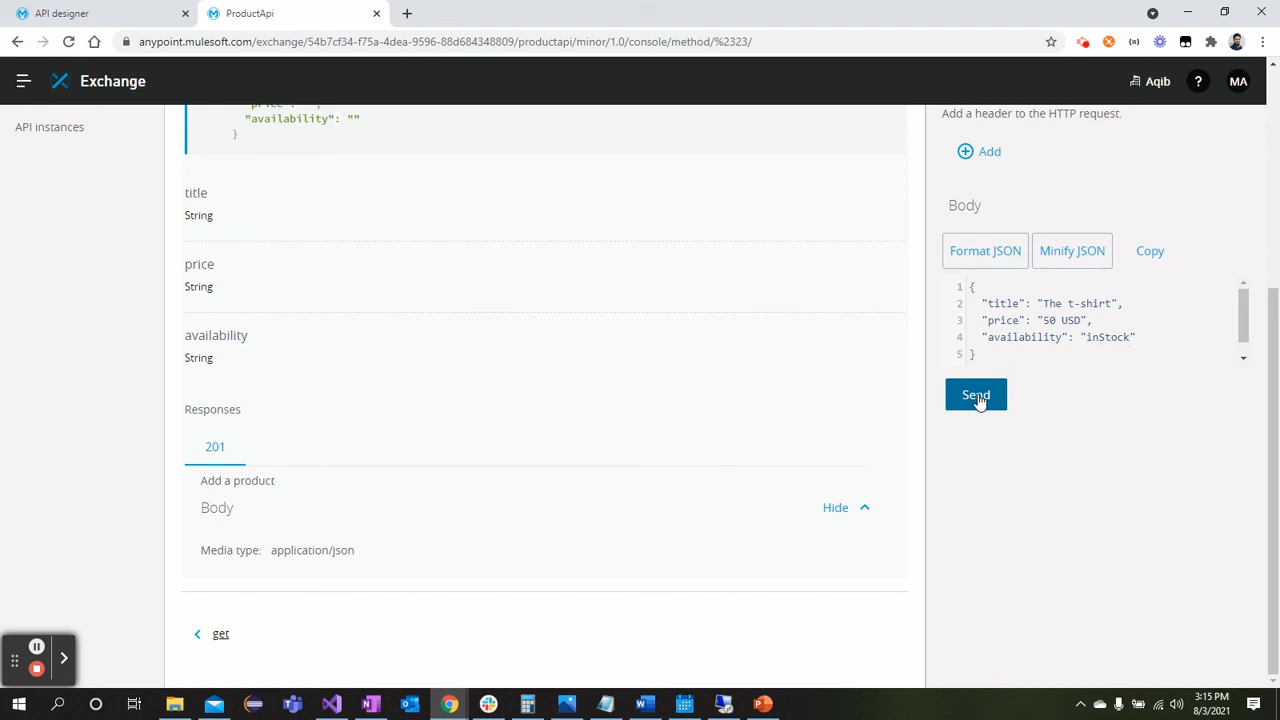 API designer
ProductApi
anypoint.mulesoft.com/exchange/54b7cf34-f75a-4dea-9596-88d684348809/productapi/minor/1.0/console/method/%2323/
Exchange
Aqib
?
MA
API instances
"price": "",
"availability": ""
}
title
String
price
String
availability
String
Responses
201
Add a product
Body
Hide
Media type: application/json
get
Add a header to the HTTP request.
Add
Body
Format JSON
Minify JSON
Copy
1 {
2 "title": "The t-shirt",
3 "price": "50 USD",
4 "availability": "inStock"
5 }
Send
3:15 PM
8/3/2021